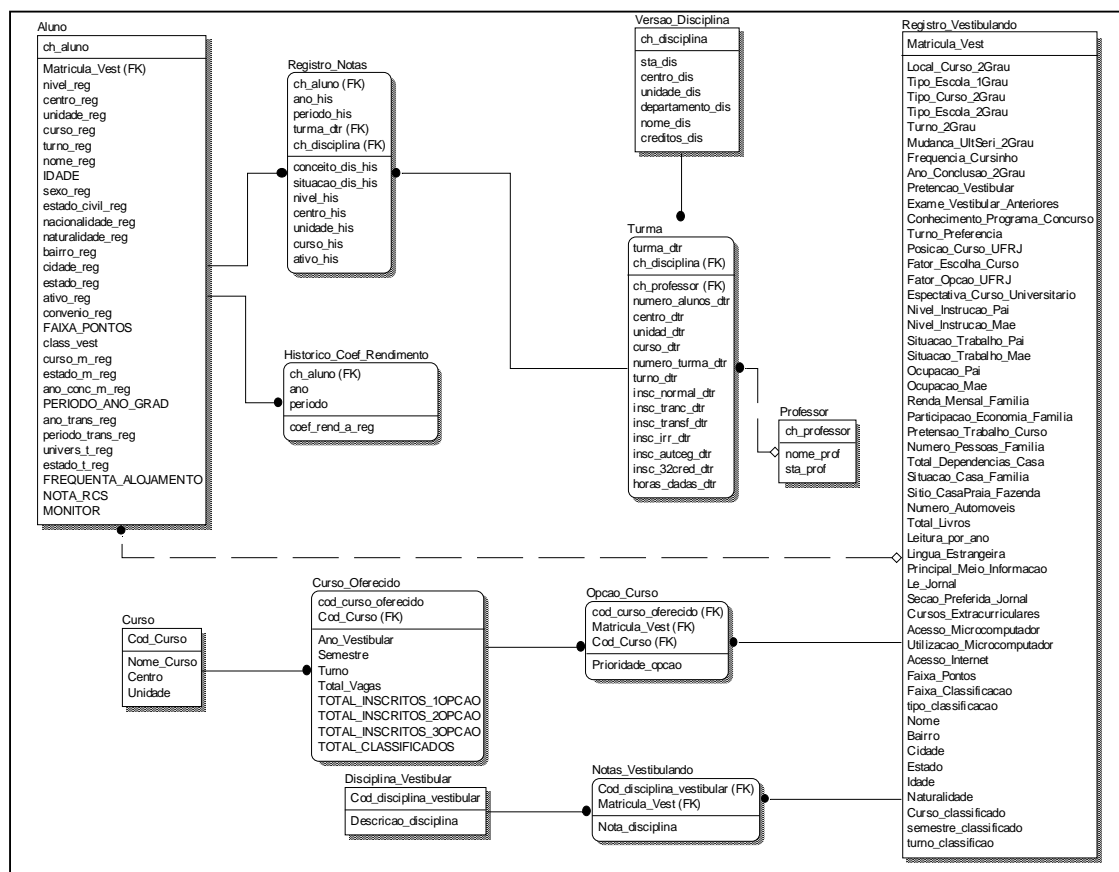 Aluno
ch_aluno
Matricula_Vest (FK)
nivel_reg
centro_reg
unidade_reg
curso_reg
turno_reg
nome_reg
IDADE
sexo_reg
estado_civil_reg
nacionalidade_reg
naturalidade_reg
bairro_reg
cidade_reg
estado_reg
ativo_reg
convenio_reg
FAIXA_PONTOS
class_vest
curso_m_reg
estado_m_reg
ano_conc_m_reg
PERIODO_ANO_GRAD
ano_trans_reg
periodo_trans_reg
univers_t_reg
estado_t_reg
FREQUENTA_ALOJAMENTO
NOTA_RCS
MONITOR
Registro_Notas
ch_aluno (FK)
ano_his
periodo_his
turma_dtr (FK)
ch_disciplina (FK)
conceito_dis_his
situacao_dis_his
nivel_his
centro_his
unidade_his
curso_his
ativo_his
Historico_Coef_Rendimento
ch_aluno (FK)
ano
periodo
coef_rend_a_reg
Versao_Disciplina
ch_disciplina
sta_dis
centro_dis
unidade_dis
departamento_dis
nome_dis
creditos_dis
Turma
turma_dtr
ch_disciplina (FK)
ch_professor (FK)
numero_alunos_dtr
centro_dtr
unidad_dtr
curso_dtr
numero_turma_dtr
turno_dtr
insc_normal_dtr
insc_tranc_dtr
insc_transf_dtr
insc_irr_dtr
insc_autceg_dtr
insc_32cred_dtr
horas_dadas_dtr
Professor
ch_professor
nome_prof
sta_prof
Registro_Vestibulando
Matricula_Vest
Local_Curso_2Grau
Tipo_Escola_1Grau
Tipo_Curso_2Grau
Tipo_Escola_2Grau
Turno_2Grau
Mudanca_UltSeri_2Grau
Frequencia_Cursinho
Ano_Conclusao_2Grau
Pretencao_Vestibular
Exame_Vestibular_Anteriores
Conhecimento_Programa_Concurso
Turno_Preferencia
Posicao_Curso_UFRJ
Fator_Escolha_Curso
Fator_Opcao_UFRJ
Espectativa_Curso_Universitario
Nivel_Instrucao_Pai
Nivel_Instrucao_Mae
Situacao_Trabalho_Pai
Situacao_Trabalho_Mae
Ocupacao_Pai
Ocupacao_Mae
Renda_Mensal_Familia
Participacao_Economia_Familia
Pretensao_Trabalho_Curso
Numero_Pessoas_Familia
Total_Dependencias_Casa
Situacao_Casa_Familia
Sitio_CasaPraia_Fazenda
Numero_Automoveis
Total_Livros
Leitura_por_ano
Lingua_Estrangeira
Principal_Meio_Informacao
Le_Jornal
Secao_Preferida_Jornal
Cursos_Extracurriculares
Acesso_Microcomputador
Utilizacao_Microcomputador
Acesso_Internet
Faixa_Pontos
Faixa_Classificacao
tipo_classificacao
Nome
Bairro
Cidade
Estado
Idade
Naturalidade
Curso_classificado
semestre_classificado
turno_classificao
Curso
Cod_Curso
Nome_Curso
Centro
Unidade
Curso_Oferecido
cod_curso_oferecido
Cod_Curso (FK)
Ano_Vestibular
Semestre
Turno
Total_Vagas
TOTAL_INSCRITOS_1OPCAO
TOTAL_INSCRITOS_2OPCAO
TOTAL_INSCRITOS_3OPCAO
TOTAL_CLASSIFICADOS
Opcao_Curso
cod_curso_oferecido (FK)
Matricula_Vest (FK)
Cod_Curso (FK)
Prioridade_opcao
Disciplina_Vestibular
Cod_disciplina_vestibular
Descricao_disciplina
Notas_Vestibulando
Cod_disciplina_vestibular (FK)
Matricula_Vest (FK)
Nota_disciplina